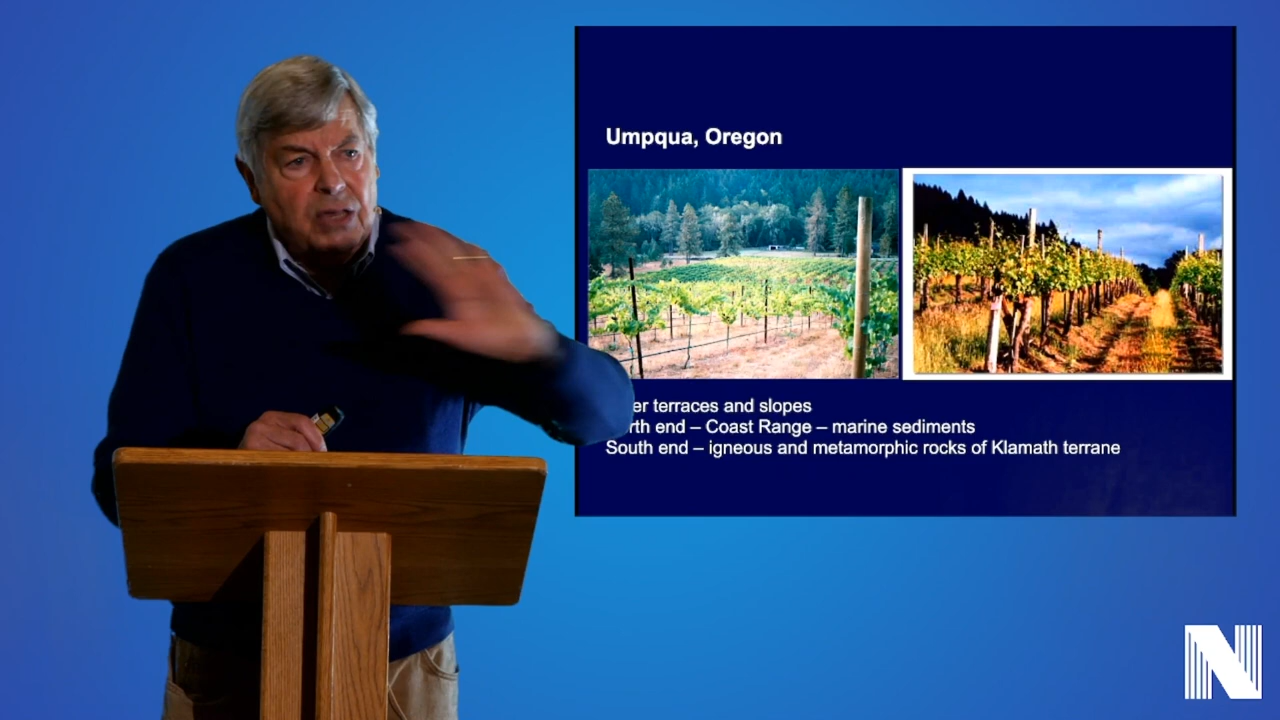 Umpqua, Oregon
er terraces and slopes
rth end – Coast Range – marine sediments
South end – igneous and metamorphic rocks of Klamath terrane
N